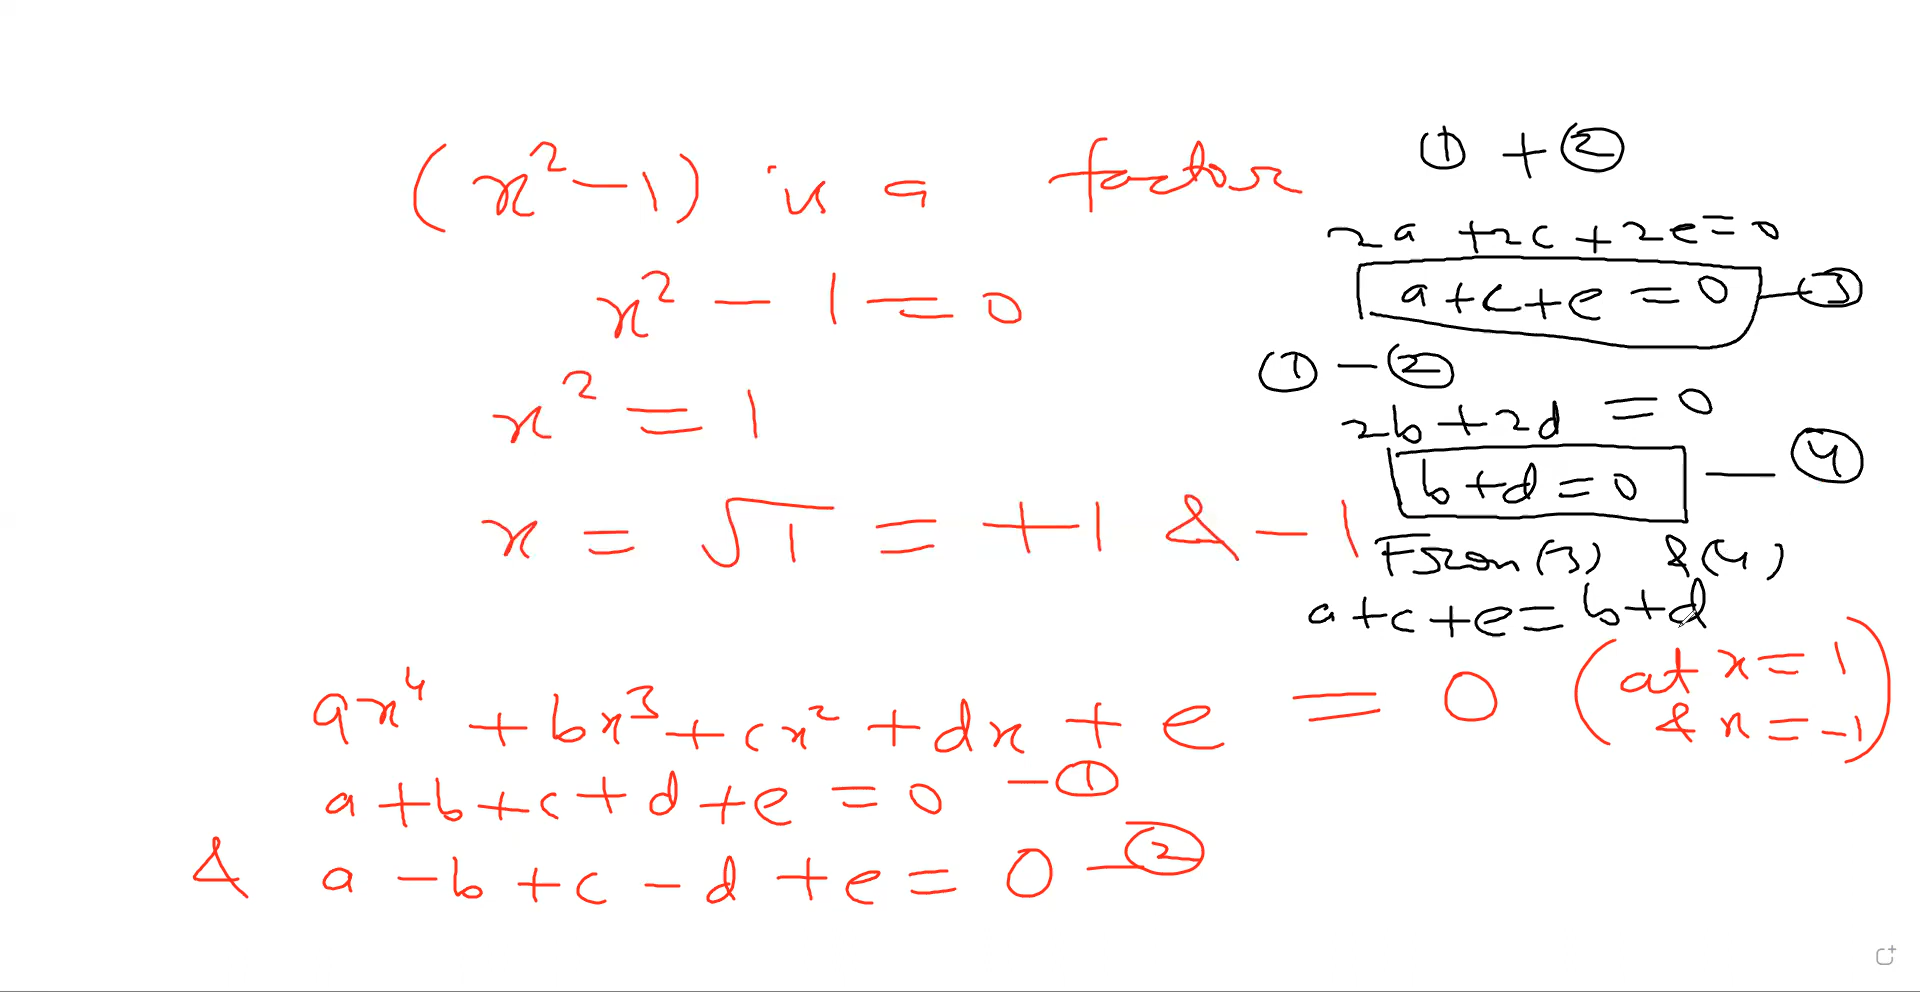 (x² - 1) is a factor
x² - 1 = 0
x² = 1
x = √1 = +1 & -1
ax⁴ + bx³ + cx² + dx + e = 0 (at x = 1 & x = -1)
a + b + c + d + e = 0 - ①
& a - b + c - d + e = 0 - ②
① + ②
2a + 2c + 2e = 0
a + c + e = 0 - ③
① - ②
2b + 2d = 0
b + d = 0 - ④
From (3) & (4)
a + c + e = b + d